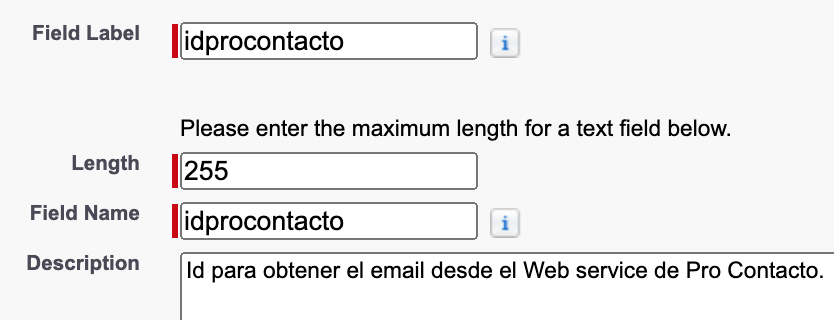 Field Label idprocontacto i
Please enter the maximum length for a text field below.
Length 255
Field Name idprocontacto i
Description Id para obtener el email desde el Web service de Pro Contacto.